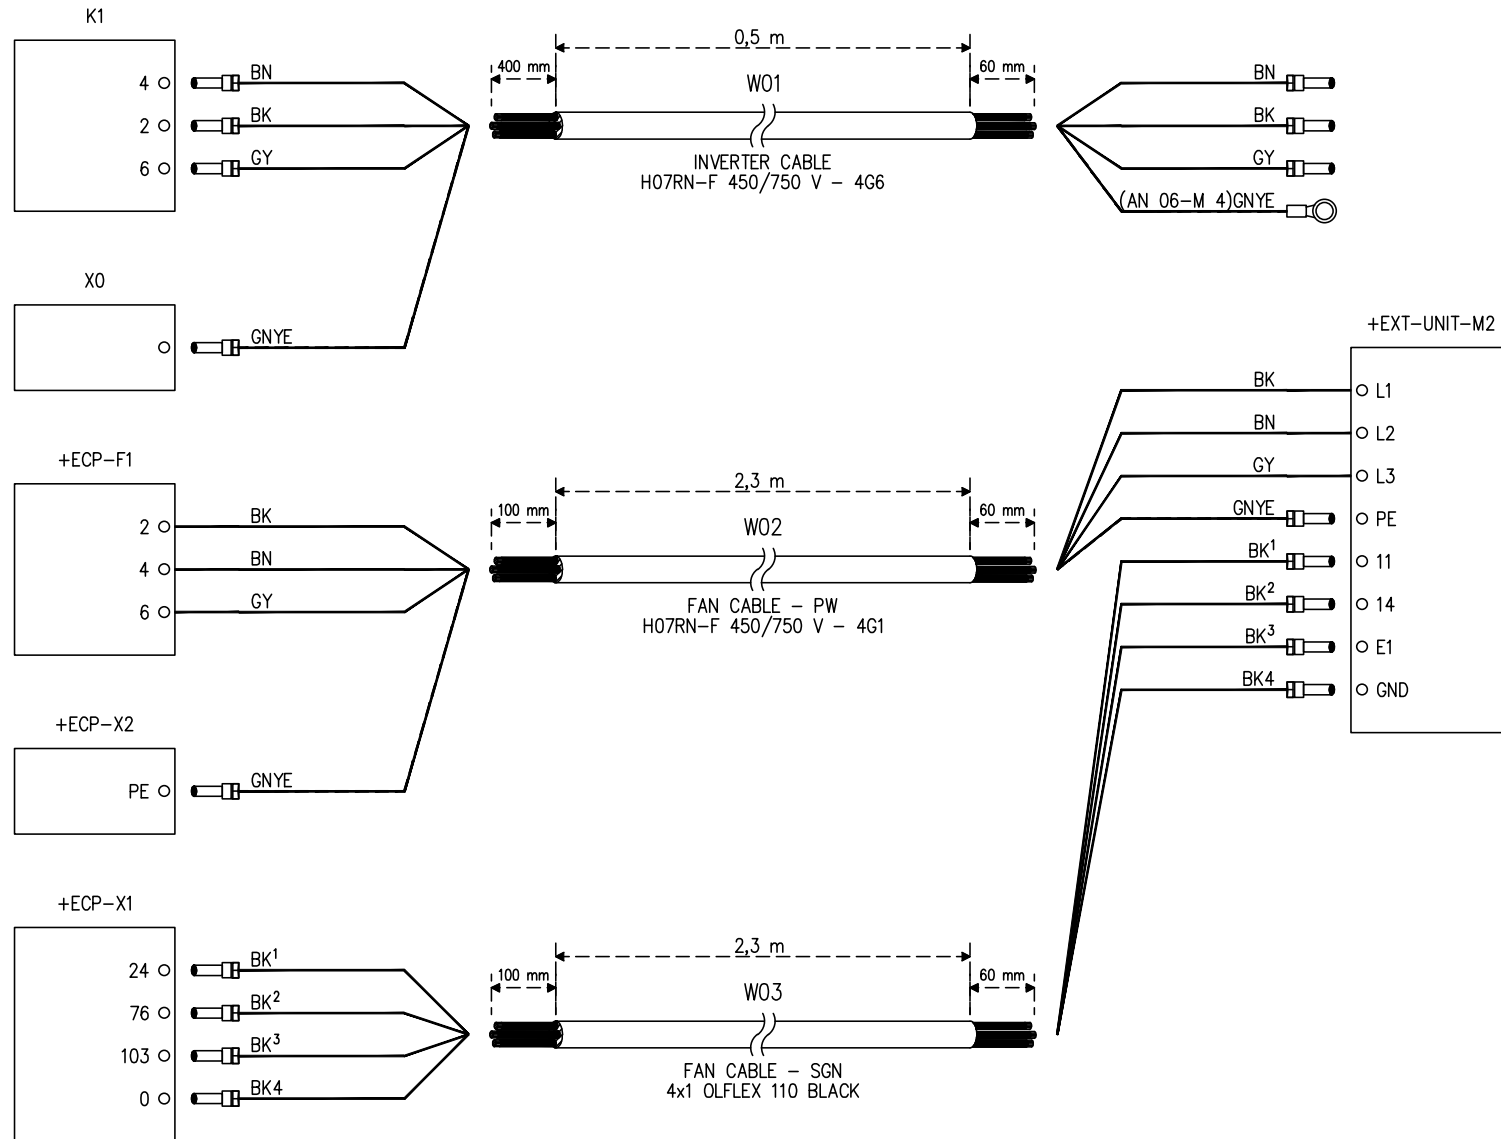 K1
4
BN
2
BK
6
GY
X0
GNYE
400 mm
0,5 m
60 mm
W01
INVERTER CABLE
H07RN-F 450/750 V - 4G6
BN
BK
GY
(AN 06-M 4)GNYE
+ECP-F1
2
BK
4
BN
6
GY
+ECP-X2
PE
GNYE
100 mm
2,3 m
60 mm
W02
FAN CABLE - PW
H07RN-F 450/750 V - 4G1
+EXT-UNIT-M2
BK
L1
BN
L2
GY
L3
GNYE
PE
BK¹
11
BK²
14
BK³
E1
BK4
GND
+ECP-X1
24
BK¹
76
BK²
103
BK³
0
BK4
100 mm
2,3 m
60 mm
W03
FAN CABLE - SGN
4x1 OLFLEX 110 BLACK